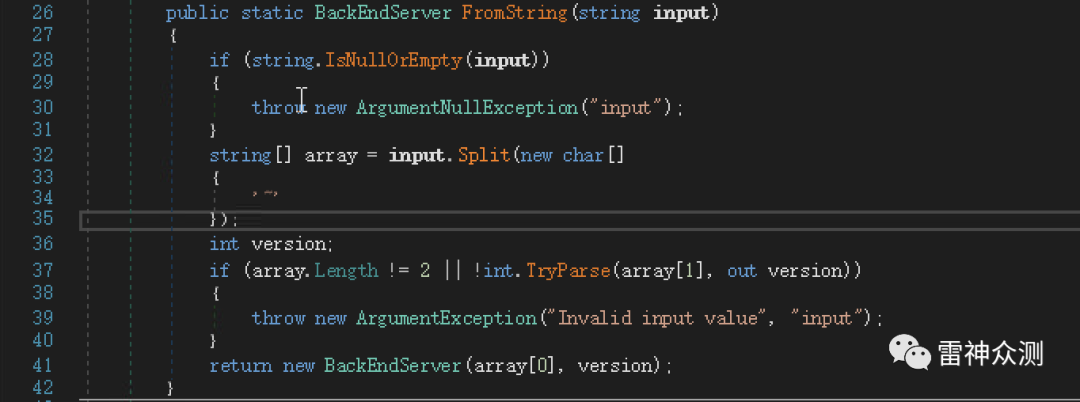 26 public static BackEndServer FromString(string input)
27 {
28 if (string.IsNullOrEmpty(input))
29 {
30 throw new ArgumentNullException("input");
31 }
32 string[] array = input.Split(new char[]
33 {
34 '~'
35 });
36 int version;
37 if (array.Length != 2 || !int.TryParse(array[1], out version))
38 {
39 throw new ArgumentException("Invalid input value", "input");
40 }
41 return new BackEndServer(array[0], version);
42 }
雷神众测